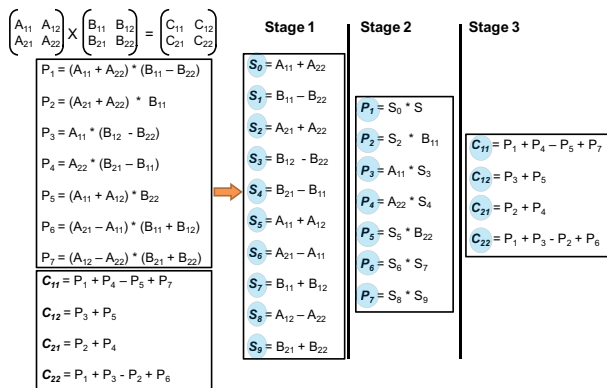 A11 A12 X B11 B12 = C11 C12
A21 A22 B21 B22 C21 C22
P1 = (A11 + A22) * (B11 – B22)
P2 = (A21 + A22) * B11
P3 = A11 * (B12 - B22)
P4 = A22 * (B21 – B11)
P5 = (A11 + A12) * B22
P6 = (A21 – A11) * (B11 + B12)
P7 = (A12 – A22) * (B21 + B22)
C11 = P1 + P4 – P5 + P7
C12 = P3 + P5
C21 = P2 + P4
C22 = P1 + P3 - P2 + P6
Stage 1
S0 = A11 + A22
S1 = B11 – B22
S2 = A21 + A22
S3 = B12 - B22
S4 = B21 – B11
S5 = A11 + A12
S6 = A21 – A11
S7 = B11 + B12
S8 = A12 – A22
S9 = B21 + B22
Stage 2
P1 = S0 * S
P2 = S2 * B11
P3 = A11 * S3
P4 = A22 * S4
P5 = S5 * B22
P6 = S6 * S7
P7 = S8 * S9
Stage 3
C11 = P1 + P4 – P5 + P7
C12 = P3 + P5
C21 = P2 + P4
C22 = P1 + P3 - P2 + P6